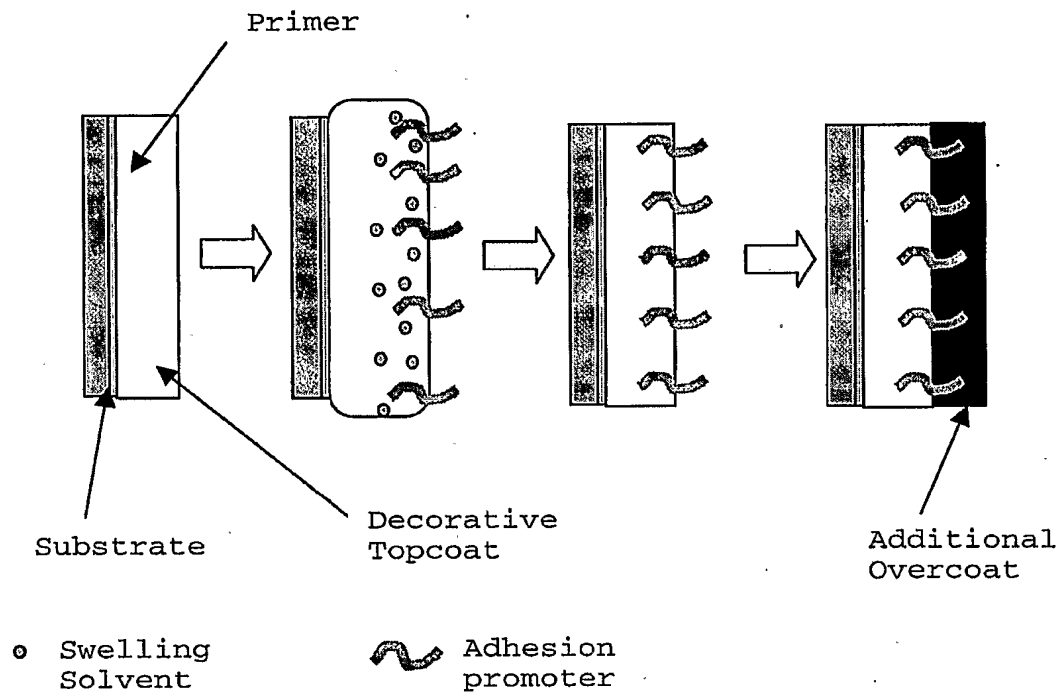 Primer
Substrate
Decorative
Topcoat
Additional
Overcoat
Swelling
Solvent
Adhesion
promoter